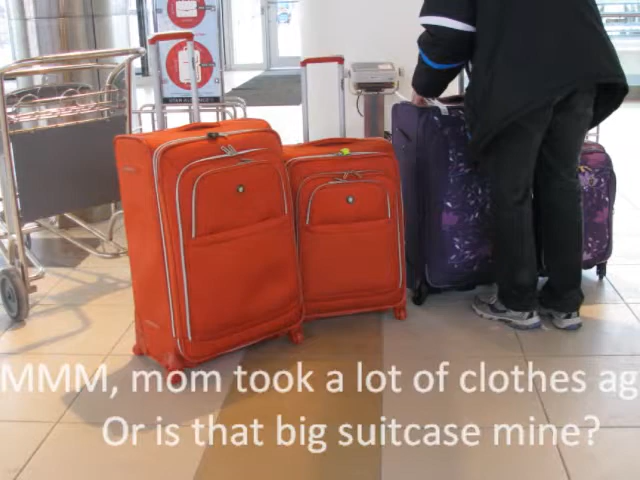 MMM, mom took a lot of clothes ag
Or is that big suitcase mine?